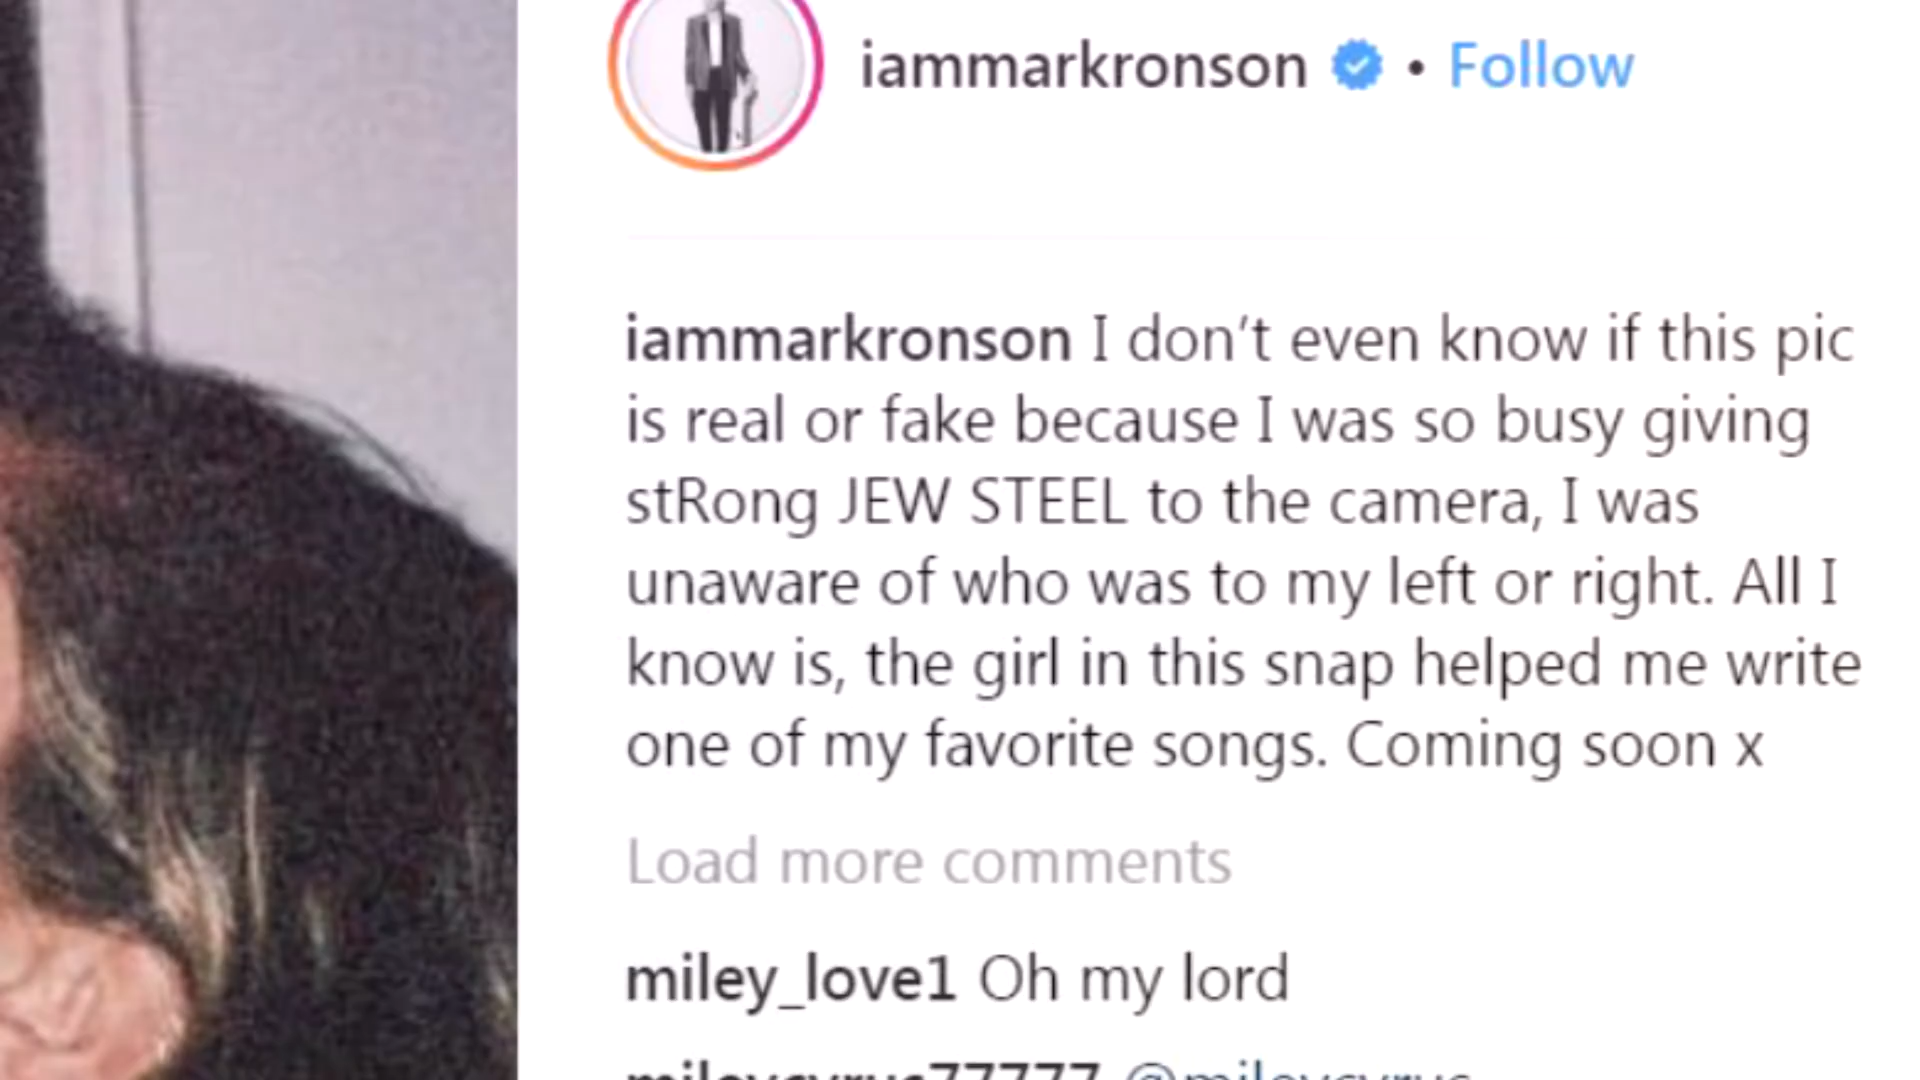 iammarkronson • Follow
iammarkronson I don’t even know if this pic
is real or fake because I was so busy giving
stRong JEW STEEL to the camera, I was
unaware of who was to my left or right. All I
know is, the girl in this snap helped me write
one of my favorite songs. Coming soon x
Load more comments
miley_love1 Oh my lord
mileycyrus77777 @mileycyrus